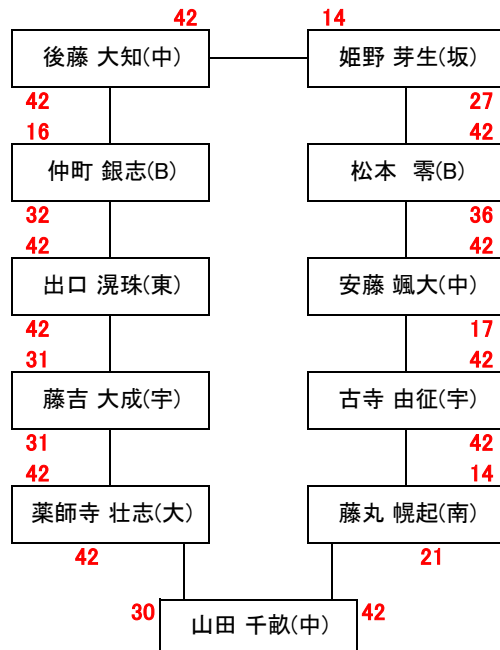 42 14
後藤 大知(中) 姫野 芽生(坂)
42 27
16 42
仲町 銀志(B) 松本 零(B)
32 36
42 42
出口 滉珠(東) 安藤 颯大(中)
42 17
31 42
藤吉 大成(宇) 古寺 由征(宇)
31 42
42 14
薬師寺 壮志(大) 藤丸 幌起(南)
42 21
30 山田 千畝(中) 42